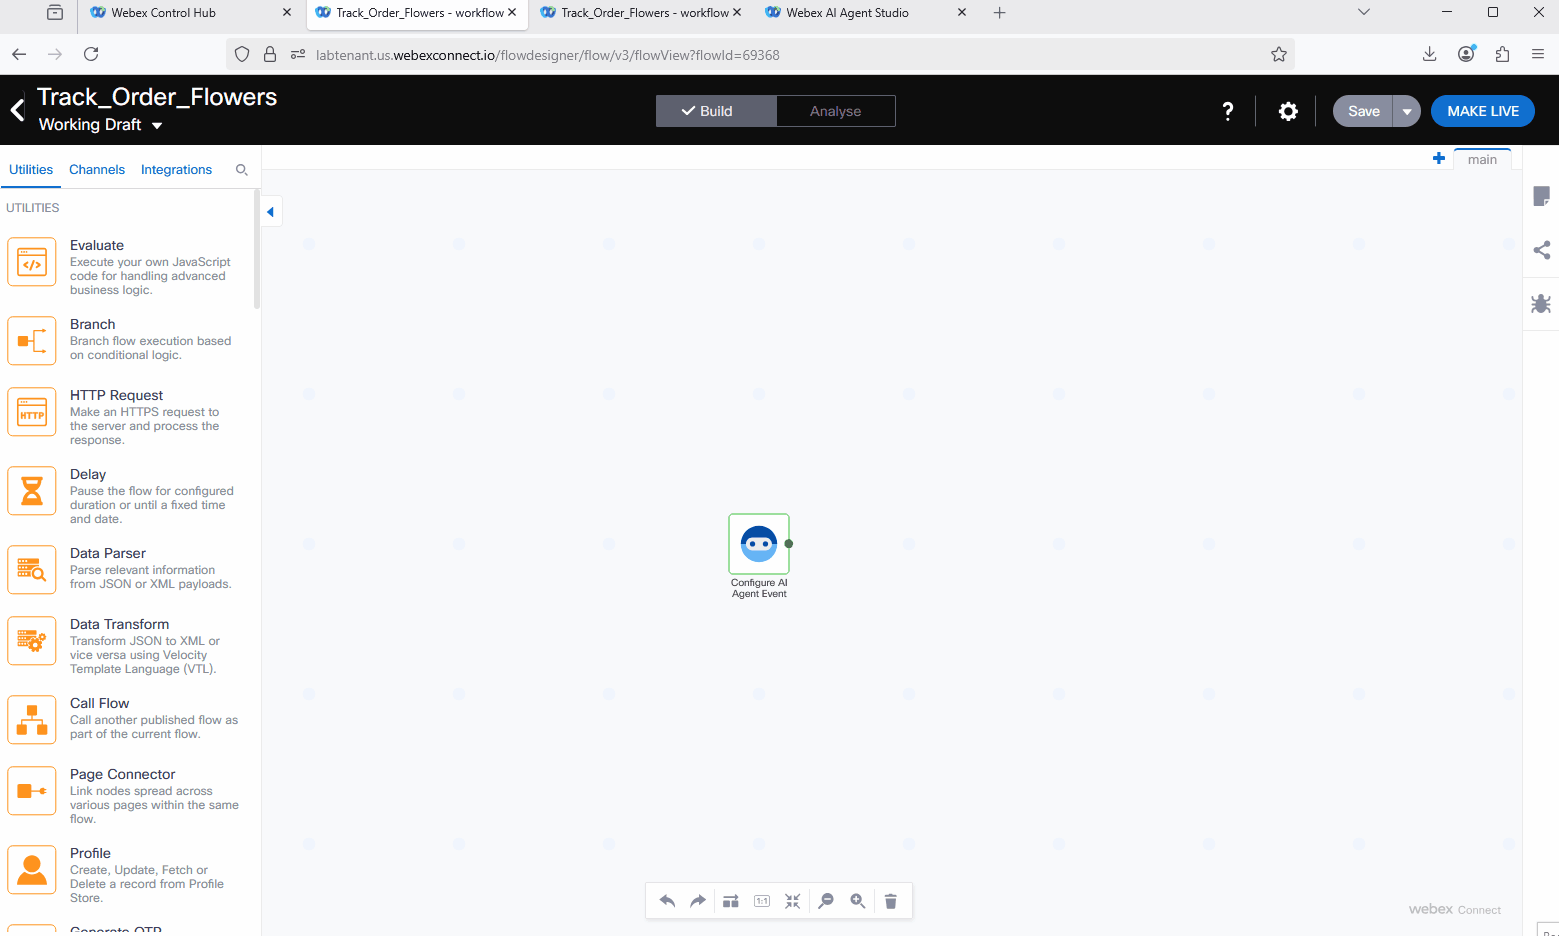 Webex Control Hub
Track_Order_Flowers - workflow
Track_Order_Flowers - workflow
Webex AI Agent Studio
labtenant.us.webexconnect.io/flowdesigner/flow/v3/flowView?flowId=69368
Track_Order_Flowers
Working Draft
Build
Analyse
?
Save
MAKE LIVE
Utilities
Channels
Integrations
main
UTILITIES
Evaluate
Execute your own JavaScript
code for handling advanced
business logic.
Branch
Branch flow execution based
on conditional logic.
HTTP
HTTP Request
Make an HTTPS request to
the server and process the
response.
Delay
Pause the flow for configured
duration or until a fixed time
and date.
Data Parser
Parse relevant information
from JSON or XML payloads.
Data Transform
Transform JSON to XML or
vice versa using Velocity
Template Language (VTL).
Call Flow
Call another published flow as
part of the current flow.
Page Connector
Link nodes spread across
various pages within the same
flow.
Profile
Create, Update, Fetch or
Delete a record from Profile
Store.
Generate OTP
Configure AI
Agent Event
1:1
webex Connect